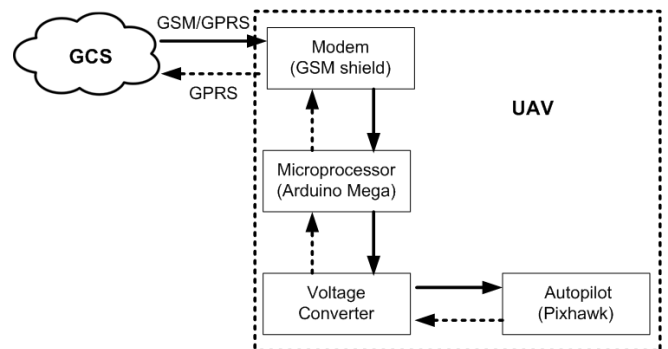 GSM/GPRS
GCS
GPRS
Modem
(GSM shield)
UAV
Microprocessor
(Arduino Mega)
Voltage
Converter
Autopilot
(Pixhawk)